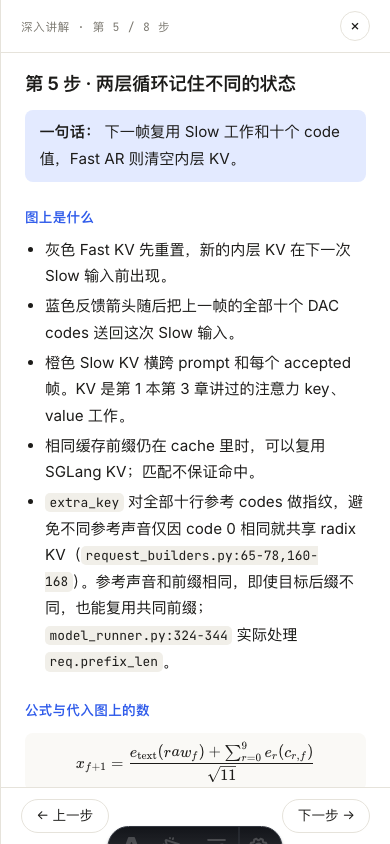 深入讲解 · 第 5 / 8 步
×
第 5 步 · 两层循环记住不同的状态
一句话： 下一帧复用 Slow 工作和十个 code
值，Fast AR 则清空内层 KV。
图上是什么
• 灰色 Fast KV 先重置，新的内层 KV 在下一次
Slow 输入前出现。
• 蓝色反馈箭头随后把上一帧的全部十个 DAC
codes 送回这次 Slow 输入。
• 橙色 Slow KV 横跨 prompt 和每个 accepted
帧。KV 是第 1 本第 3 章讲过的注意力 key、
value 工作。
• 相同缓存前缀仍在 cache 里时，可以复用
SGLang KV；匹配不保证命中。
• extra_key 对全部十行参考 codes 做指纹，避
免不同参考声音仅因 code 0 相同就共享 radix
KV（request_builders.py:65-78,160-
168）。参考声音和前缀相同，即使目标后缀不
同，也能复用共同前缀；
model_runner.py:324-344 实际处理
req.prefix_len。
公式与代入图上的数
x_{f+1} = \frac{e_{\text{text}}(raw_f) + \sum_{r=0}^{9} e_r(c_{r,f})}{\sqrt{11}}
← 上一步
下一步 →